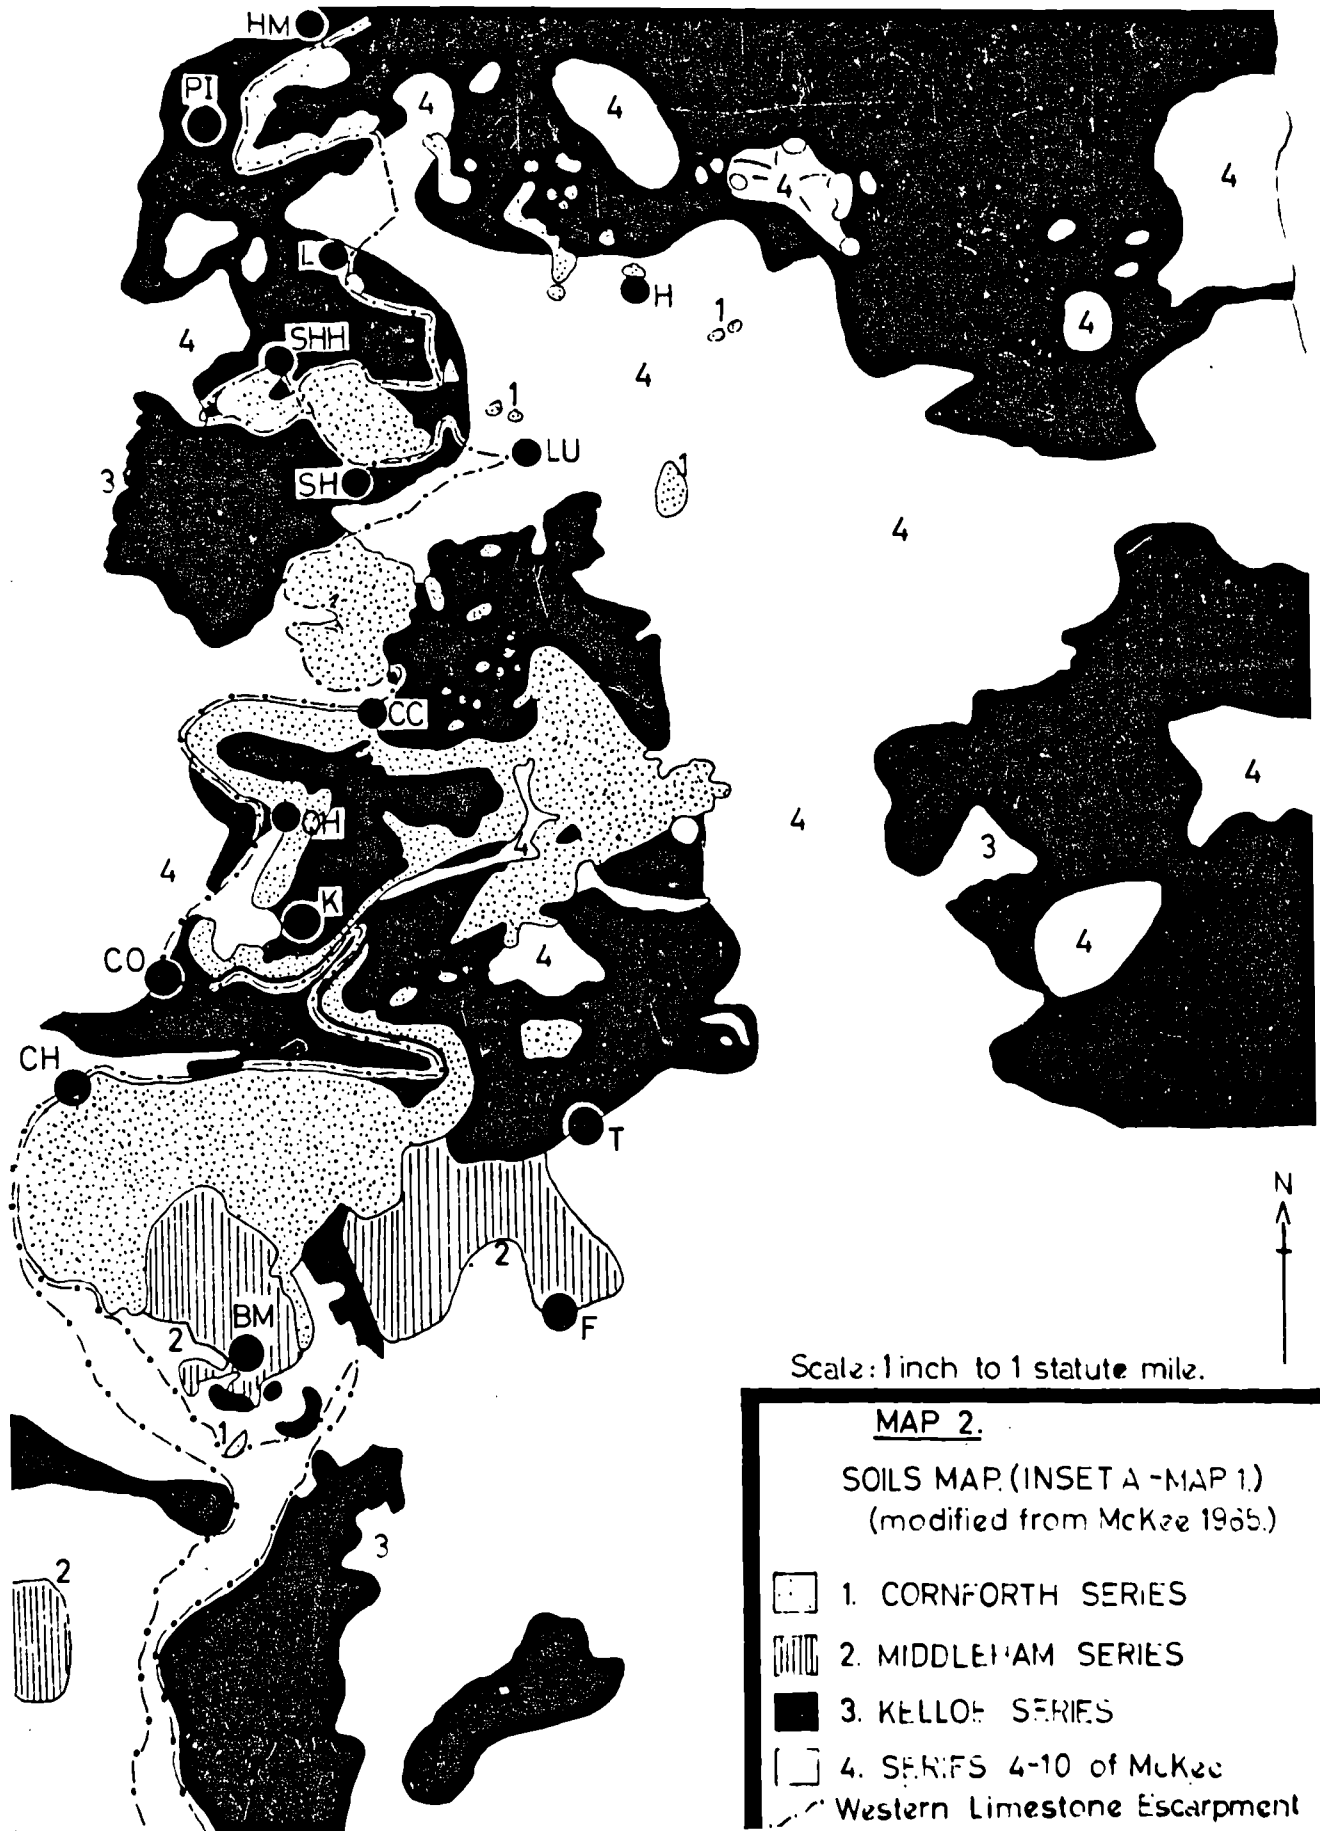 HM
PI
4
4
4
4
4
L
H
1
4
4
SHH
4
1
LU
3
SH
1
4
CC
4
OH
4
4
3
4
K
CO
4
4
CH
T
N
2
BM
F
2
1
3
2
Scale: 1 inch to 1 statute mile.
MAP 2.
SOILS MAP. (INSET A - MAP 1.)
(modified from McKee 1965.)
1. CORNFORTH SERIES
2. MIDDLEHAM SERIES
3. KELLOE SERIES
4. SERIES 4-10 of McKee
Western Limestone Escarpment